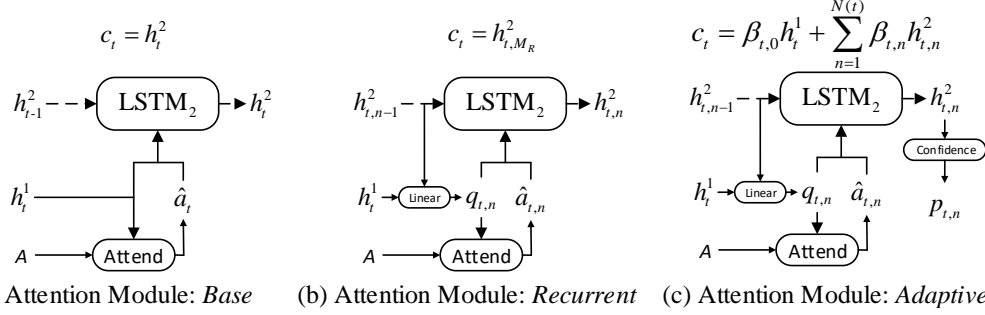 c_t = h_t^2
LSTM_2
h_{t-1}^2
h_t^2
h_t^1
â_t
A
Attend
Attention Module: Base
c_t = h_{t,M_R}^2
LSTM_2
h_{t,n-1}^2
h_{t,n}^2
h_t^1
Linear
q_{t,n}
â_{t,n}
A
Attend
(b) Attention Module: Recurrent
c_t = β_{t,0} h_t^1 + ∑_{n=1}^{N(t)} β_{t,n} h_{t,n}^2
LSTM_2
h_{t,n-1}^2
h_{t,n}^2
Confidence
p_{t,n}
h_t^1
Linear
q_{t,n}
â_{t,n}
A
Attend
(c) Attention Module: Adaptive